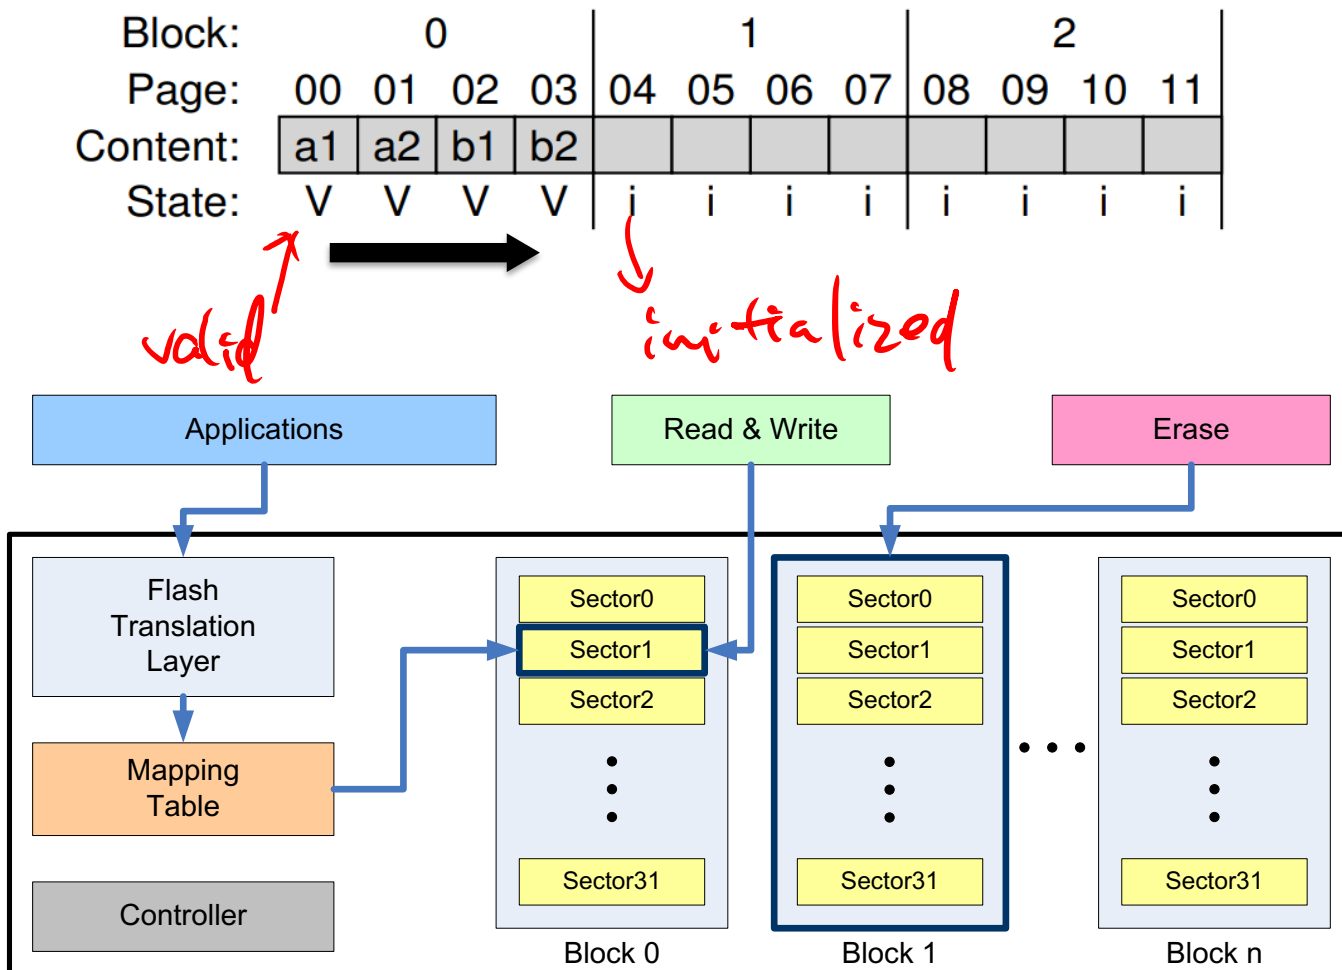 Block: 0 1 2
Page: 00 01 02 03 04 05 06 07 08 09 10 11
Content: a1 a2 b1 b2
State: V V V V i i i i i i i i
valid
initialized
Applications
Read & Write
Erase
Flash
Translation
Layer
Mapping
Table
Controller
Sector0
Sector1
Sector2
Sector31
Block 0
Sector0
Sector1
Sector2
Sector31
Block 1
Sector0
Sector1
Sector2
Sector31
Block n